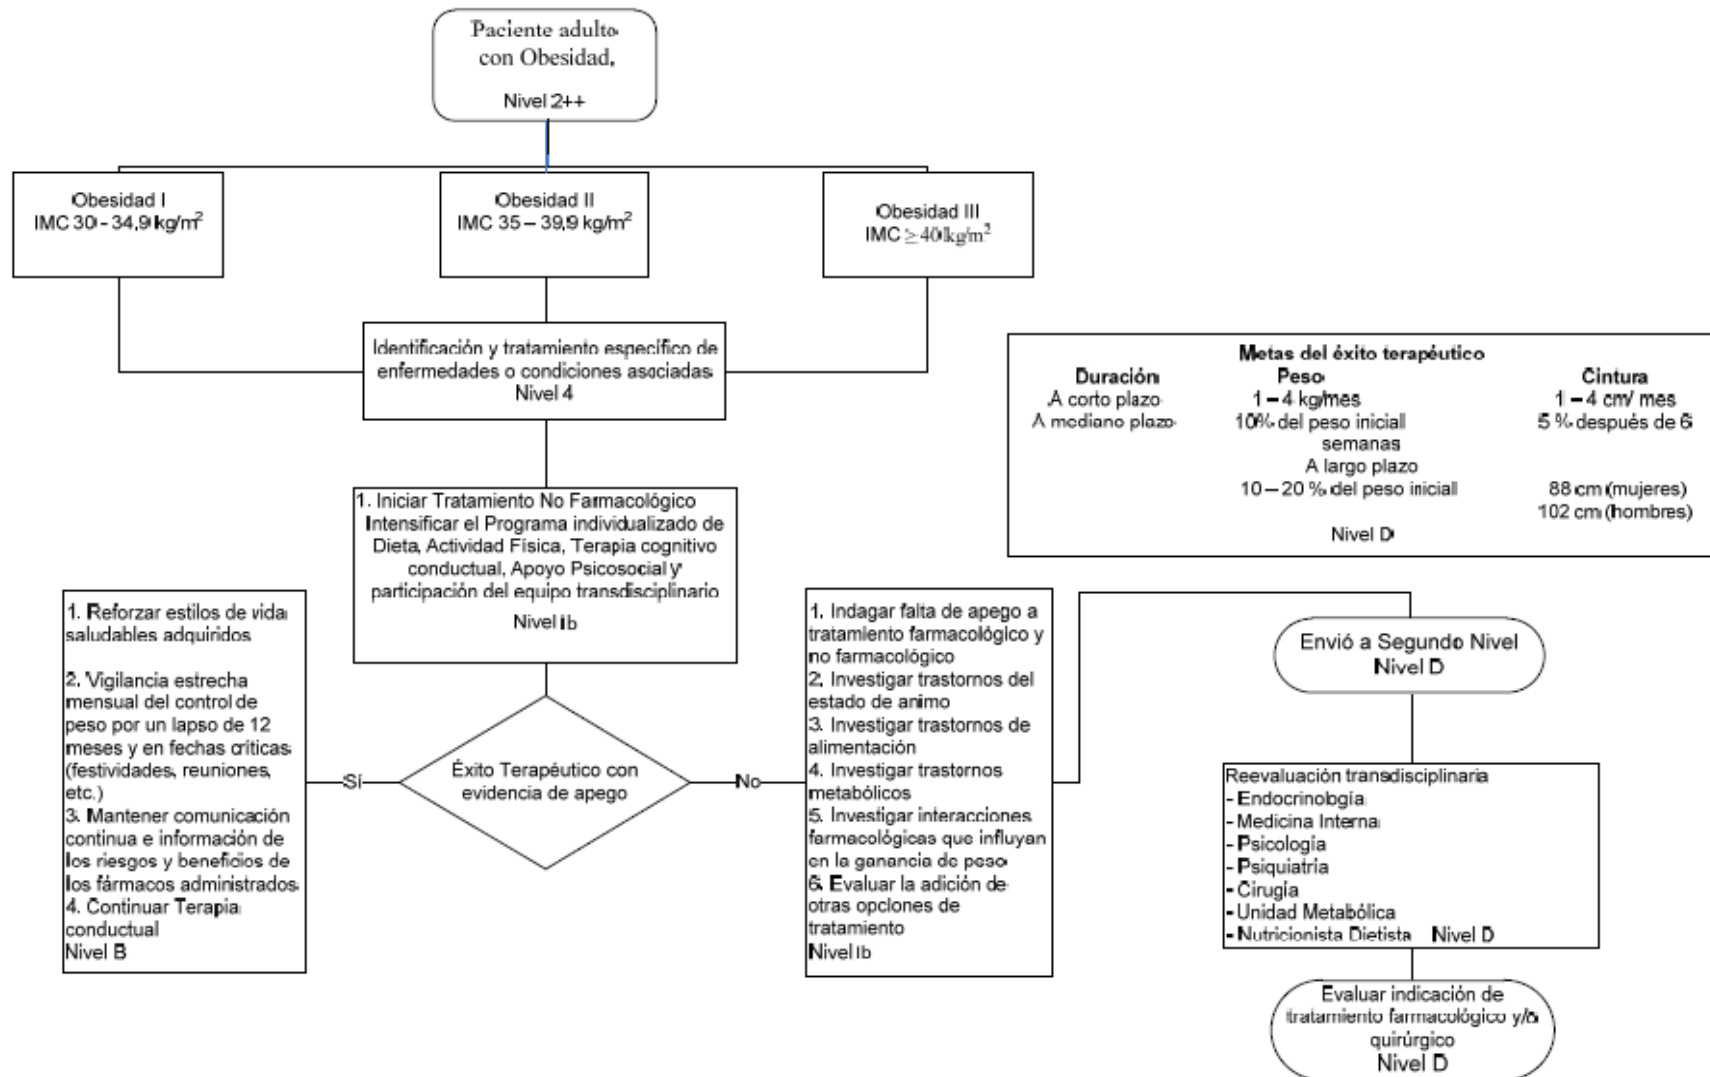 Paciente adulto
con Obesidad,
Nivel 2++
Obesidad I
IMC 30 - 34,9 kg/m²
Obesidad II
IMC 35 – 39,9 kg/m²
Obesidad III
IMC ≥40 kg/m²
Identificación y tratamiento específico de
enfermedades o condiciones asociadas
Nivel 4
Metas del éxito terapéutico
Duración Peso Cintura
A corto plazo 1 – 4 kg/mes 1 – 4 cm/ mes
A mediano plazo 10% del peso inicial 5 % después de 6
semanas
A largo plazo
10 – 20 % del peso inicial 88 cm (mujeres)
102 cm (hombres)
Nivel D
1. Iniciar Tratamiento No Farmacológico
Intensificar el Programa individualizado de
Dieta, Actividad Física, Terapia cognitivo
conductual, Apoyo Psicosocial y
participación del equipo transdisciplinario
Nivel Ib
1. Reforzar estilos de vida
saludables adquiridos
2. Vigilancia estrecha
mensual del control de
peso por un lapso de 12
meses y en fechas críticas
(festividades, reuniones,
etc.)
3. Mantener comunicación
continua e información de
los riesgos y beneficios de
los fármacos administrados
4. Continuar Terapia
conductual
Nivel B
Sí
Éxito Terapéutico con
evidencia de apego
No
1. Indagar falta de apego a
tratamiento farmacológico y
no farmacológico
2. Investigar trastornos del
estado de animo
3. Investigar trastornos de
alimentación
4. Investigar trastornos
metabólicos
5. Investigar interacciones
farmacológicas que influyan
en la ganancia de peso
6. Evaluar la adición de
otras opciones de
tratamiento
Nivel Ib
Envió a Segundo Nivel
Nivel D
Reevaluación transdisciplinaria
- Endocrinología
- Medicina Interna
- Psicología
- Psiquiatría
- Cirugía
- Unidad Metabólica
- Nutricionista Dietista Nivel D
Evaluar indicación de
tratamiento farmacológico y/ó
quirúrgico
Nivel D